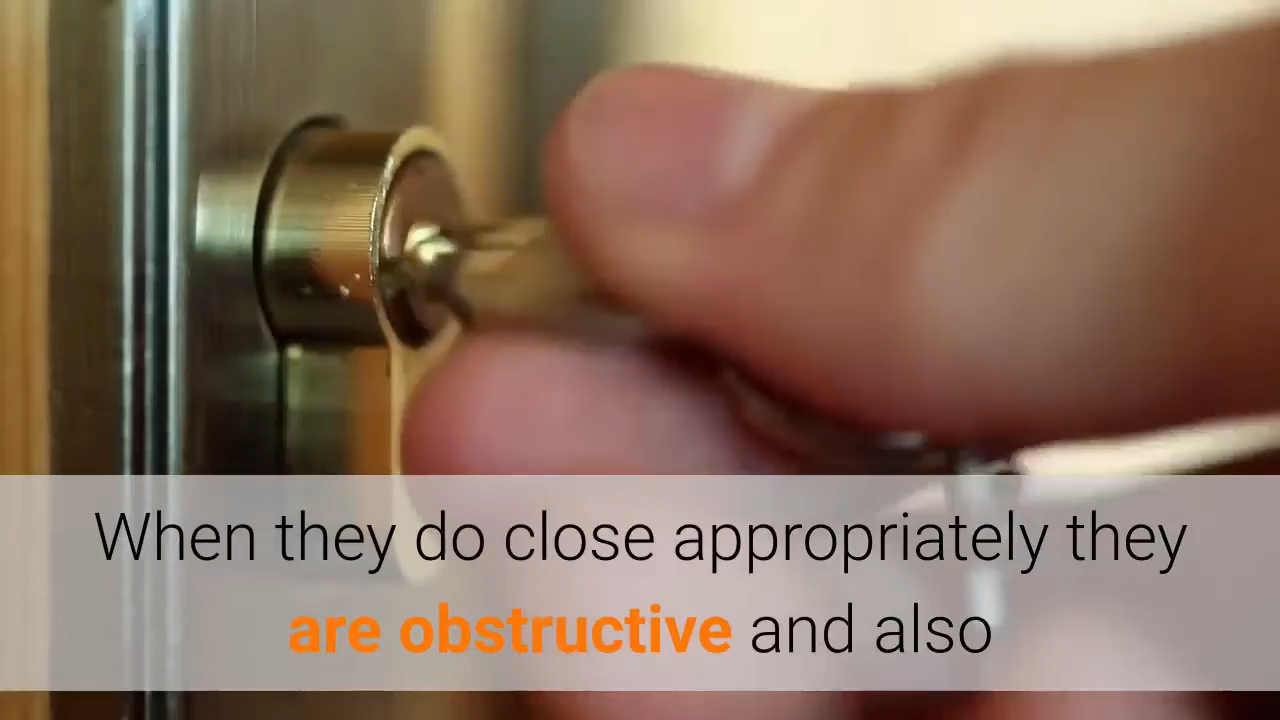 When they do close appropriately they
are obstructive and also